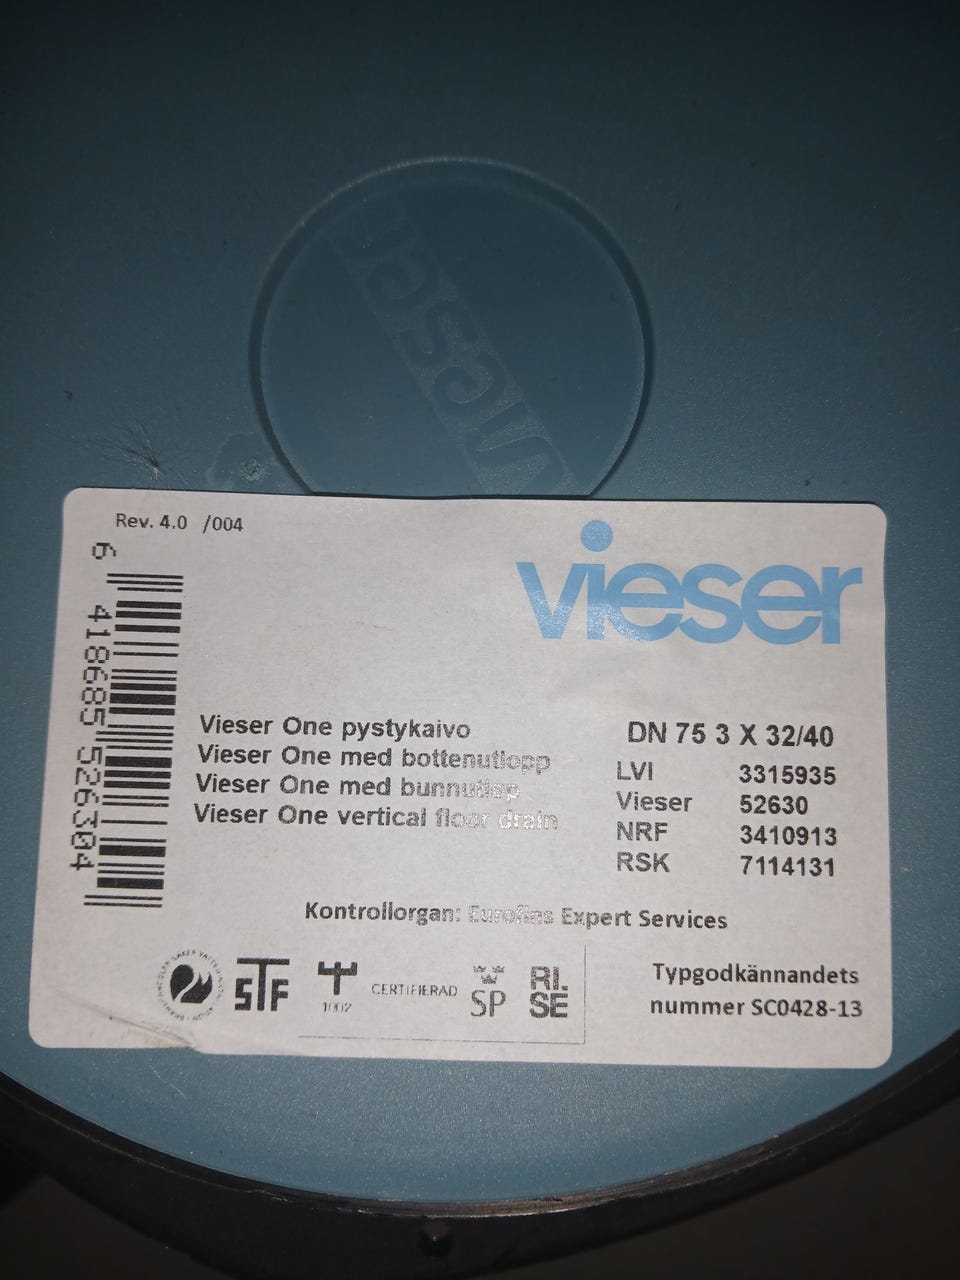 vieser
Rev. 4.0 /004
vieser
6 418685 526304
Vieser One pystykaivo
Vieser One med bottenutlopp
Vieser One med bunnutløp
Vieser One vertical floor drain
DN 75 3 X 32/40
LVI 3315935
Vieser 52630
NRF 3410913
RSK 7114131
Kontrollorgan: Eurofins Expert Services
STF
1002
CERTIFIERAD
SP
RI.
SE
Typgodkännandets
nummer SC0428-13